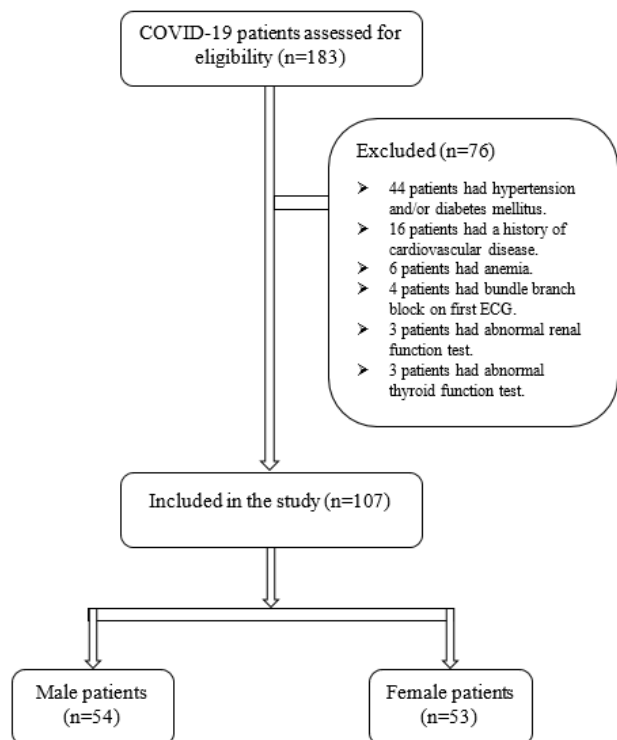 COVID-19 patients assessed for
eligibility (n=183)
Excluded (n=76)
➤ 44 patients had hypertension
and/or diabetes mellitus.
➤ 16 patients had a history of
cardiovascular disease.
➤ 6 patients had anemia.
➤ 4 patients had bundle branch
block on first ECG.
➤ 3 patients had abnormal renal
function test.
➤ 3 patients had abnormal
thyroid function test.
Included in the study (n=107)
Male patients
(n=54)
Female patients
(n=53)